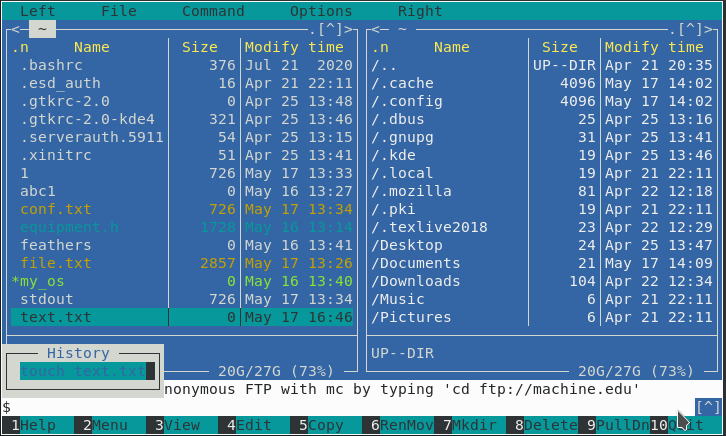 Left File Command Options Right
<─ ~ .[^]> <─ ~ .[^]>
.n Name Size Modify time .n Name Size Modify time
.bashrc 376 Jul 21 2020 /.. UP--DIR Apr 21 20:35
.esd_auth 16 Apr 21 22:11 /.cache 4096 May 17 14:02
.gtkrc-2.0 0 Apr 25 13:48 /.config 4096 May 17 14:02
.gtkrc-2.0-kde4 321 Apr 25 13:46 /.dbus 25 Apr 25 13:16
.serverauth.5911 54 Apr 25 13:15 /.gnupg 31 Apr 25 13:41
.xinitrc 51 Apr 25 13:41 /.kde 19 Apr 25 13:46
1 726 May 17 13:33 /.local 19 Apr 21 22:11
abc1 0 May 16 13:27 /.mozilla 81 Apr 22 12:18
conf.txt 726 May 17 13:34 /.pki 19 Apr 21 22:11
equipment.h 1728 May 16 13:14 /.texlive2018 23 Apr 22 12:29
feathers 0 May 16 13:41 /Desktop 24 Apr 25 13:47
file.txt 2857 May 17 13:26 /Documents 21 May 17 14:09
*my_os 0 May 16 13:40 /Downloads 104 Apr 22 12:34
stdout 726 May 17 13:34 /Music 6 Apr 21 22:11
text.txt 0 May 17 16:46 /Pictures 6 Apr 21 22:11
UP--DIR
History
20G/27G (73%) 20G/27G (73%)
touch text.txt
nonymous FTP with mc by typing 'cd ftp://machine.edu'
$ [^]
1Help 2Menu 3View 4Edit 5Copy 6RenMov 7Mkdir 8Delete 9PullDn 10Quit